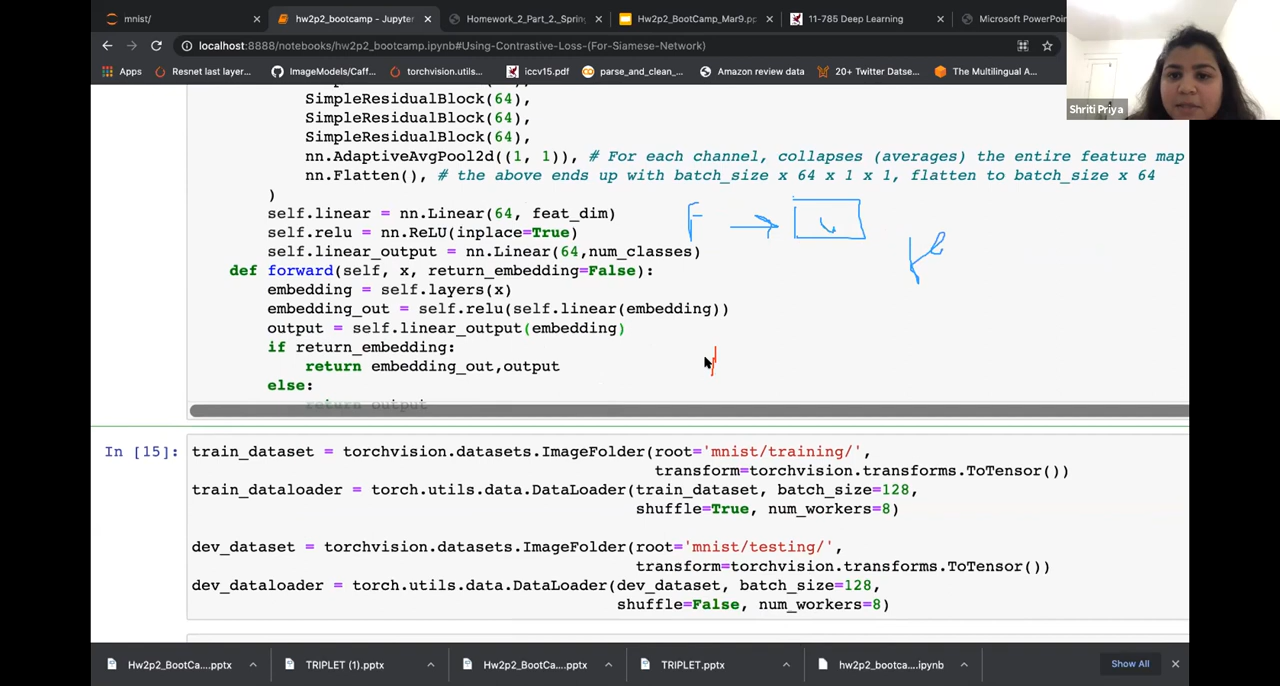 mnist/
hw2p2_bootcamp - Jupyter
Homework_2_Part_2._Spring
Hw2p2_BootCamp_Mar9.p
11-785 Deep Learning
Microsoft PowerPoin
localhost:8888/notebooks/hw2p2_bootcamp.ipynb#Using-Contrastive-Loss-(For-Siamese-Network)
Apps
Resnet last layer...
ImageModels/Caff...
torchvision.utils...
iccv15.pdf
parse_and_clean_...
Amazon review data
20+ Twitter Datse...
The Multilingual A...
Shriti Priya
SimpleResidualBlock(64),
SimpleResidualBlock(64),
SimpleResidualBlock(64),
nn.AdaptiveAvgPool2d((1, 1)), # For each channel, collapses (averages) the entire feature map
nn.Flatten(), # the above ends up with batch_size x 64 x 1 x 1, flatten to batch_size x 64
)
self.linear = nn.Linear(64, feat_dim)
self.relu = nn.ReLU(inplace=True)
self.linear_output = nn.Linear(64,num_classes)
def forward(self, x, return_embedding=False):
embedding = self.layers(x)
embedding_out = self.relu(self.linear(embedding))
output = self.linear_output(embedding)
if return_embedding:
return embedding_out,output
else:
return output
In [15]:
train_dataset = torchvision.datasets.ImageFolder(root='mnist/training/',
transform=torchvision.transforms.ToTensor())
train_dataloader = torch.utils.data.DataLoader(train_dataset, batch_size=128,
shuffle=True, num_workers=8)
dev_dataset = torchvision.datasets.ImageFolder(root='mnist/testing/',
transform=torchvision.transforms.ToTensor())
dev_dataloader = torch.utils.data.DataLoader(dev_dataset, batch_size=128,
shuffle=False, num_workers=8)
Hw2p2_BootCa....pptx
TRIPLET (1).pptx
Hw2p2_BootCa....pptx
TRIPLET.pptx
hw2p2_bootca....ipynb
Show All